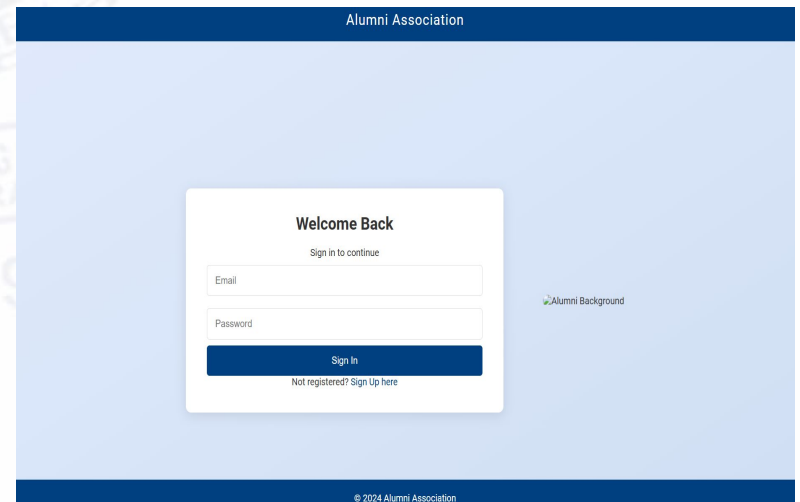 Alumni Association
Welcome Back
Sign in to continue
Email
Password
Sign In
Not registered? Sign Up here
Alumni Background
© 2024 Alumni Association